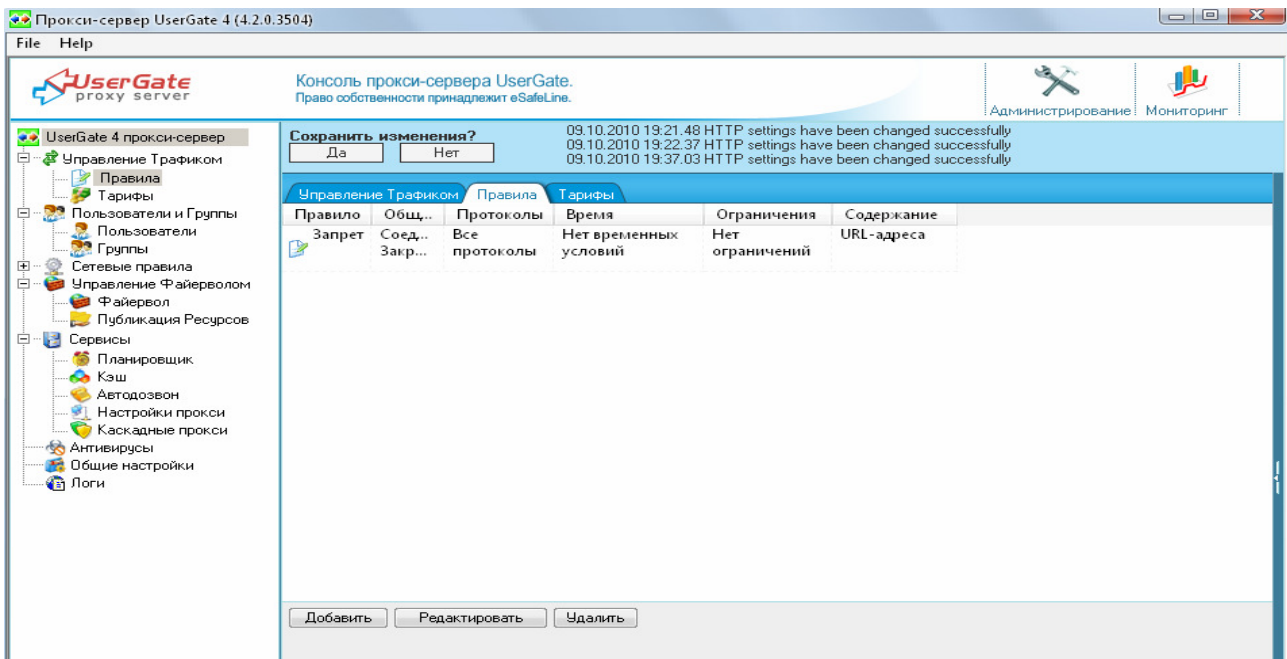 Прокси-сервер UserGate 4 (4.2.0.3504)
File Help
UserGate
proxy server
Консоль прокси-сервера UserGate.
Право собственности принадлежит eSafeLine.
Администрирование
Мониторинг
UserGate 4 прокси-сервер
Управление Трафиком
Правила
Тарифы
Пользователи и Группы
Пользователи
Группы
Сетевые правила
Управление Файерволом
Файервол
Публикация Ресурсов
Сервисы
Планировщик
Кэш
Автодозвон
Настройки прокси
Каскадные прокси
Антивирусы
Общие настройки
Логи
Сохранить изменения?
Да Нет
09.10.2010 19:21.48 HTTP settings have been changed successfully
09.10.2010 19:22.37 HTTP settings have been changed successfully
09.10.2010 19:37.03 HTTP settings have been changed successfully
Управление Трафиком Правила Тарифы
Правило Общ... Протоколы Время Ограничения Содержание
Запрет Соед... Все Нет временных Нет URL-адреса
Закр... протоколы условий ограничений
Добавить Редактировать Удалить